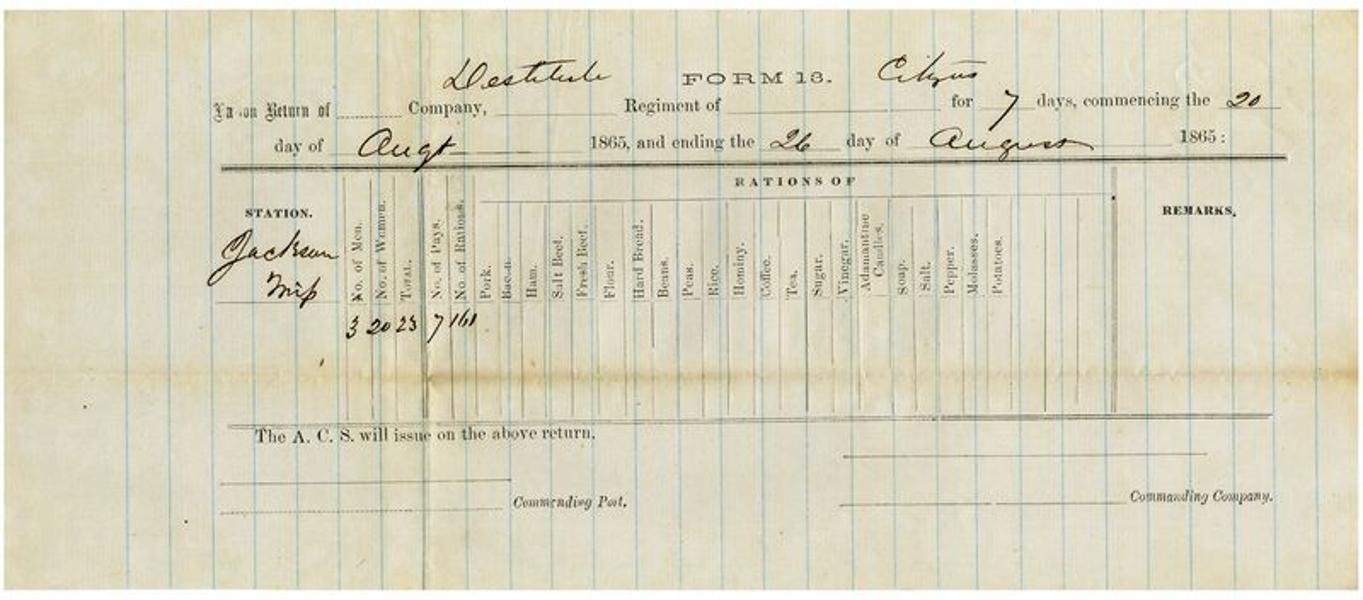 Destitute FORM 13. Citizens
Ration Return of Company, Regiment of for 7 days, commencing the 20
day of Augt 1865, and ending the 26 day of August 1865:
RATIONS OF
STATION. No. of Men. No. of Women. TOTAL. No. of Days. No. of Rations. Pork. Bacon. Ham. Salt Beef. Fresh Beef. Flour. Hard Bread. Beans. Peas. Rice. Hominy. Coffee. Tea. Sugar. Vinegar. Adamantine Candles. Soap. Salt. Pepper. Molasses. Potatoes. REMARKS.
Jackson
Miss
3 20 23 7 161
The A. C. S. will issue on the above return.
Commanding Post. Commanding Company.